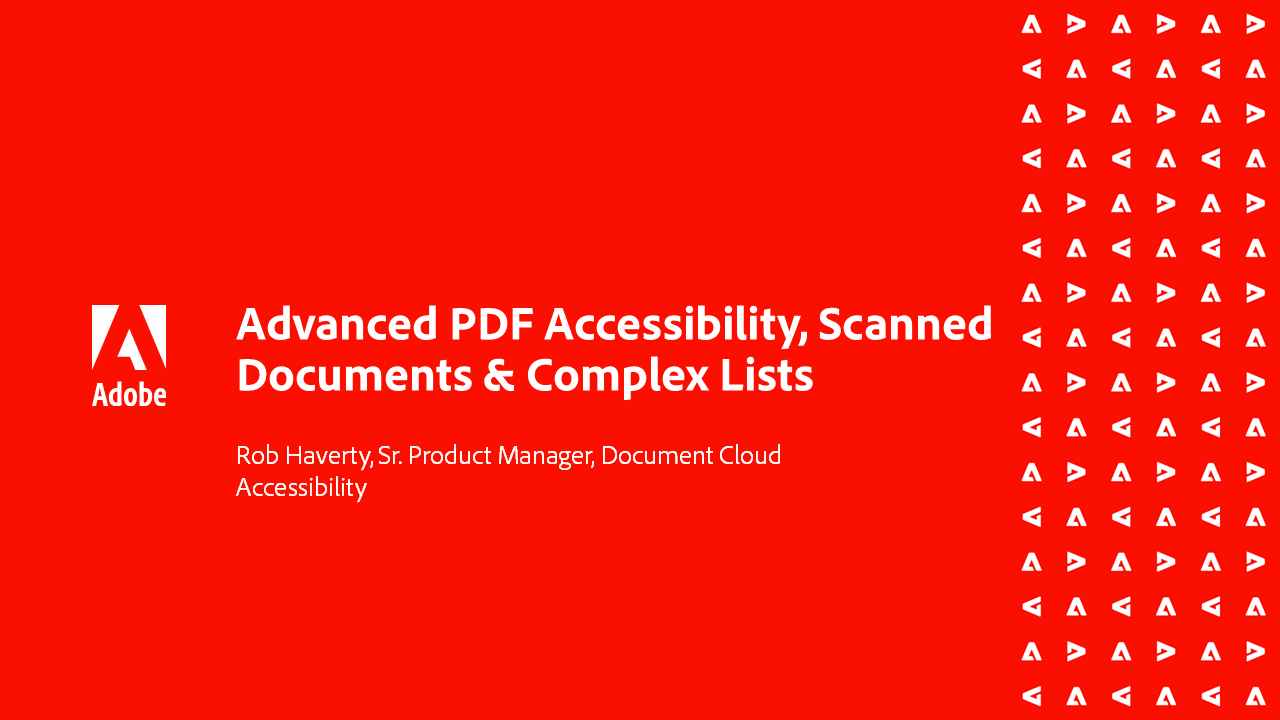 Adobe
Advanced PDF Accessibility, Scanned
Documents & Complex Lists
Rob Haverty, Sr. Product Manager, Document Cloud
Accessibility